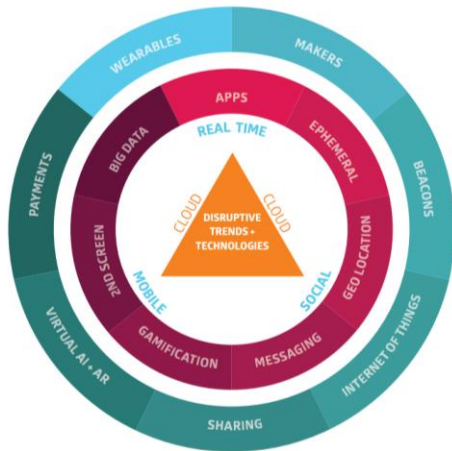 WEARABLES
MAKERS
BEACONS
INTERNET OF THINGS
SHARING
VIRTUAL AI + AR
PAYMENTS
APPS
EPHEMERAL
GEO LOCATION
MESSAGING
GAMIFICATION
2ND SCREEN
BIG DATA
REAL TIME
SOCIAL
MOBILE
CLOUD
CLOUD
DISRUPTIVE
TRENDS +
TECHNOLOGIES